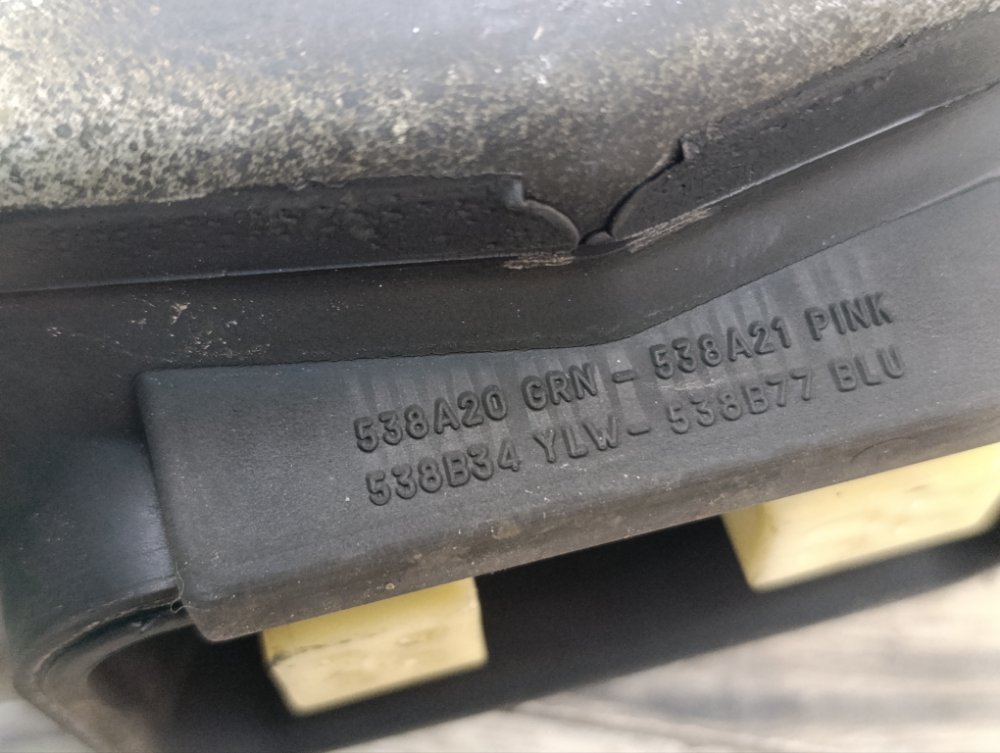 538A20 GRN - 538A21 PINK
538B34 YLW - 538B77 BLU